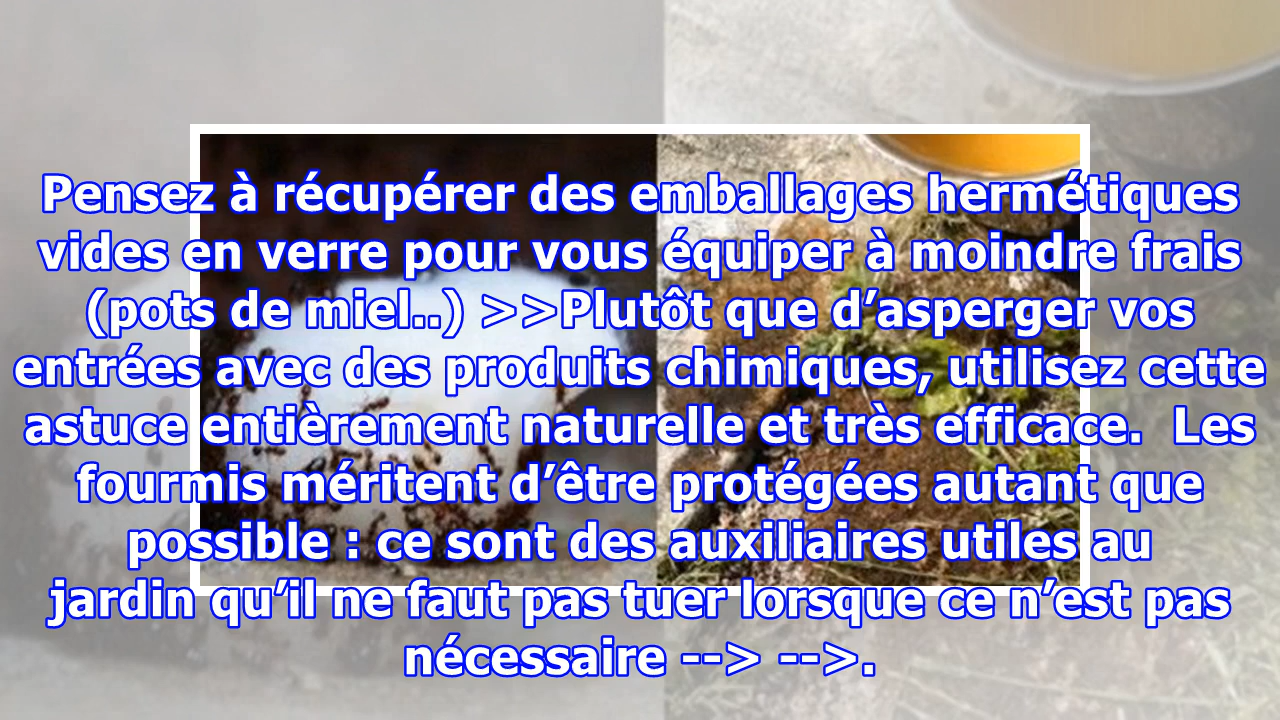 Pensez à récupérer des emballages hermétiques
vides en verre pour vous équiper à moindre frais
(pots de miel..) >>Plutôt que d’asperger vos
entrées avec des produits chimiques, utilisez cette
astuce entièrement naturelle et très efficace.  Les
fourmis méritent d’être protégées autant que
possible : ce sont des auxiliaires utiles au
jardin qu’il ne faut pas tuer lorsque ce n’est pas
nécessaire --> -->.